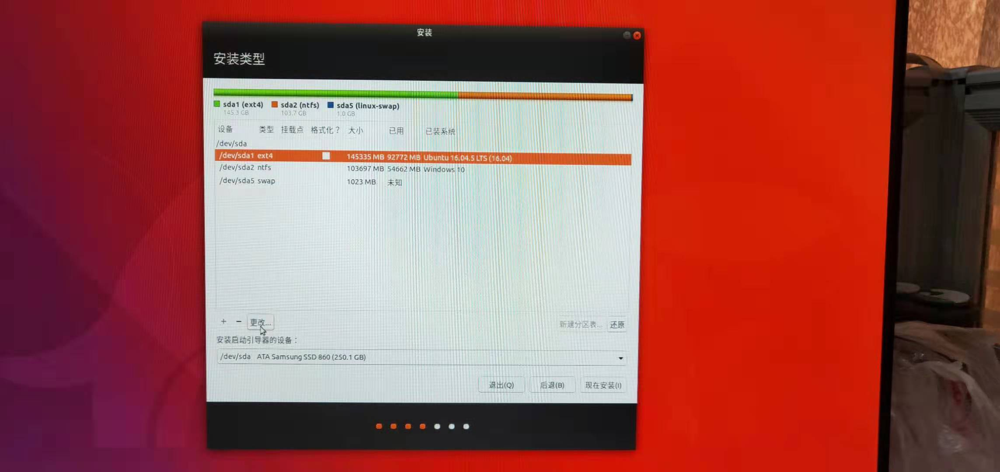 安装
安装类型
sda1 (ext4) sda2 (ntfs) sda5 (linux-swap)
145.3 GB 103.7 GB 1.0 GB
设备 类型 挂载点 格式化？ 大小 已用 已装系统
/dev/sda
/dev/sda1 ext4 145335 MB 92772 MB Ubuntu 16.04.5 LTS (16.04)
/dev/sda2 ntfs 103697 MB 54662 MB Windows 10
/dev/sda5 swap 1023 MB 未知
+ - 更改... 新建分区表... 还原
安装启动引导器的设备：
/dev/sda ATA Samsung SSD 860 (250.1 GB)
退出(Q) 后退(B) 现在安装(I)